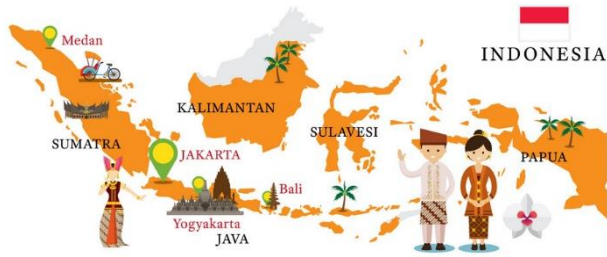 Medan
INDONESIA
KALIMANTAN
SULAVESI
SUMATRA
JAKARTA
PAPUA
Bali
Yogyakarta
JAVA